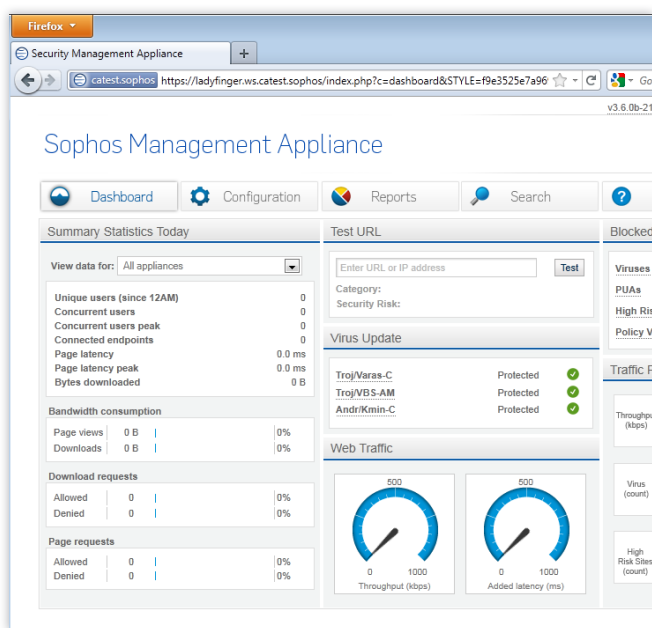 Firefox
Security Management Appliance
catest.sophos https://ladyfinger.ws.catest.sophos/index.php?c=dashboard&STYLE=f9e3525e7a96
Go
v3.6.0b-21
Sophos Management Appliance
Dashboard
Configuration
Reports
Search
Summary Statistics Today
View data for: All appliances
Unique users (since 12AM) 0
Concurrent users 0
Concurrent users peak 0
Connected endpoints 0
Page latency 0.0 ms
Page latency peak 0.0 ms
Bytes downloaded 0 B
Bandwidth consumption
Page views 0 B 0%
Downloads 0 B 0%
Download requests
Allowed 0 0%
Denied 0 0%
Page requests
Allowed 0 0%
Denied 0 0%
Test URL
Enter URL or IP address Test
Category:
Security Risk:
Virus Update
Troj/Varas-C Protected
Troj/VBS-AM Protected
Andr/Kmin-C Protected
Web Traffic
500
0 1000
Throughput (kbps)
500
0 1000
Added latency (ms)
Blocked
Viruses
PUAs
High Ris
Policy V
Traffic P
Throughpu
(kbps)
Virus
(count)
High
Risk Sites
(count)